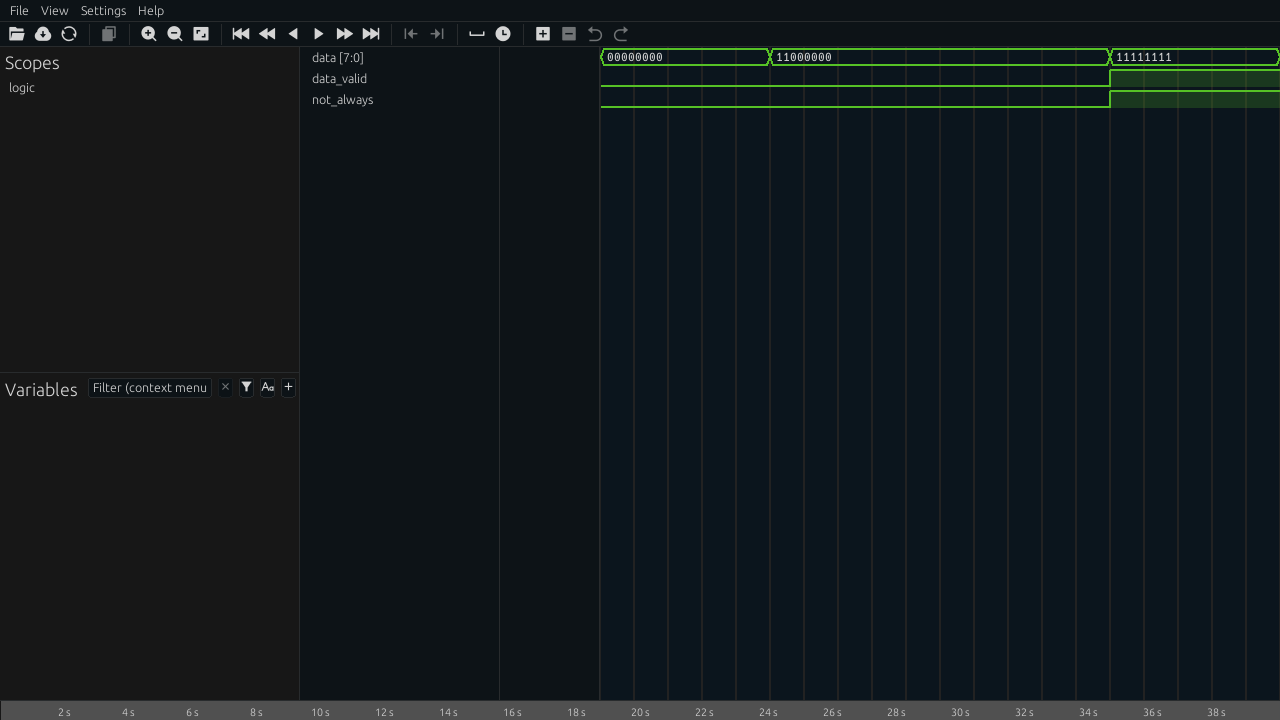 File View Settings Help
Scopes
logic
data [7:0]
data_valid
not_always
00000000 11000000 11111111
Variables Filter (context menu × Aa +
2 s 4 s 6 s 8 s 10 s 12 s 14 s 16 s 18 s 20 s 22 s 24 s 26 s 28 s 30 s 32 s 34 s 36 s 38 s